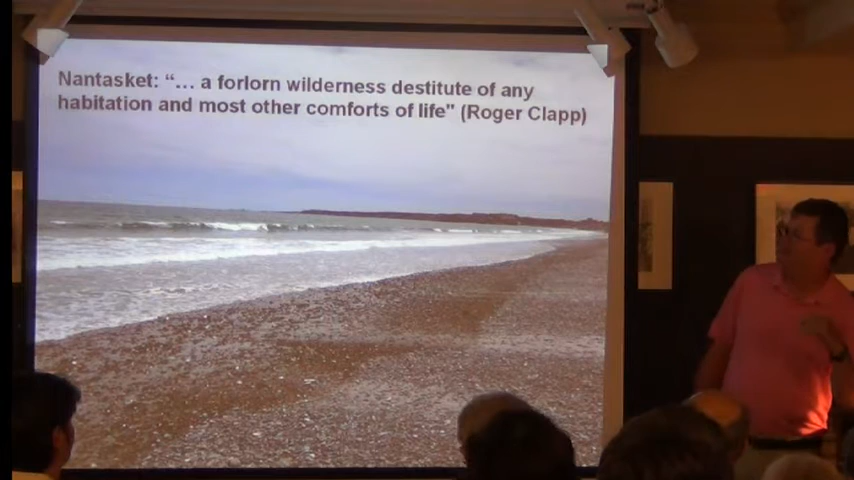 Nantasket: “… a forlorn wilderness destitute of any
habitation and most other comforts of life” (Roger Clapp)